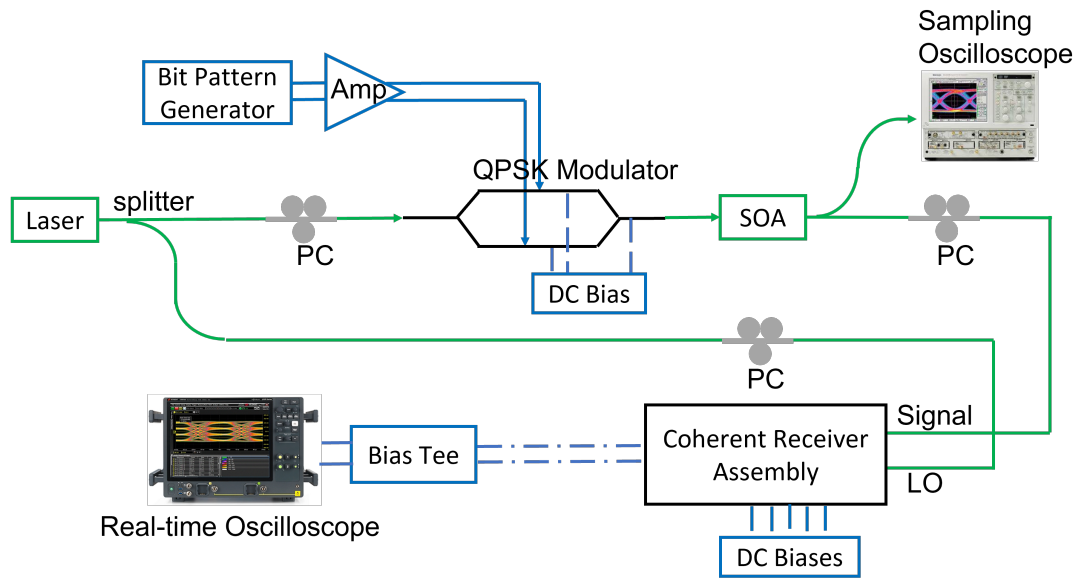 Sampling
Oscilloscope
Bit Pattern
Generator
Amp
QPSK Modulator
splitter
Laser
SOA
PC
PC
DC Bias
PC
Signal
Coherent Receiver
Assembly
Bias Tee
LO
Real-time Oscilloscope
DC Biases